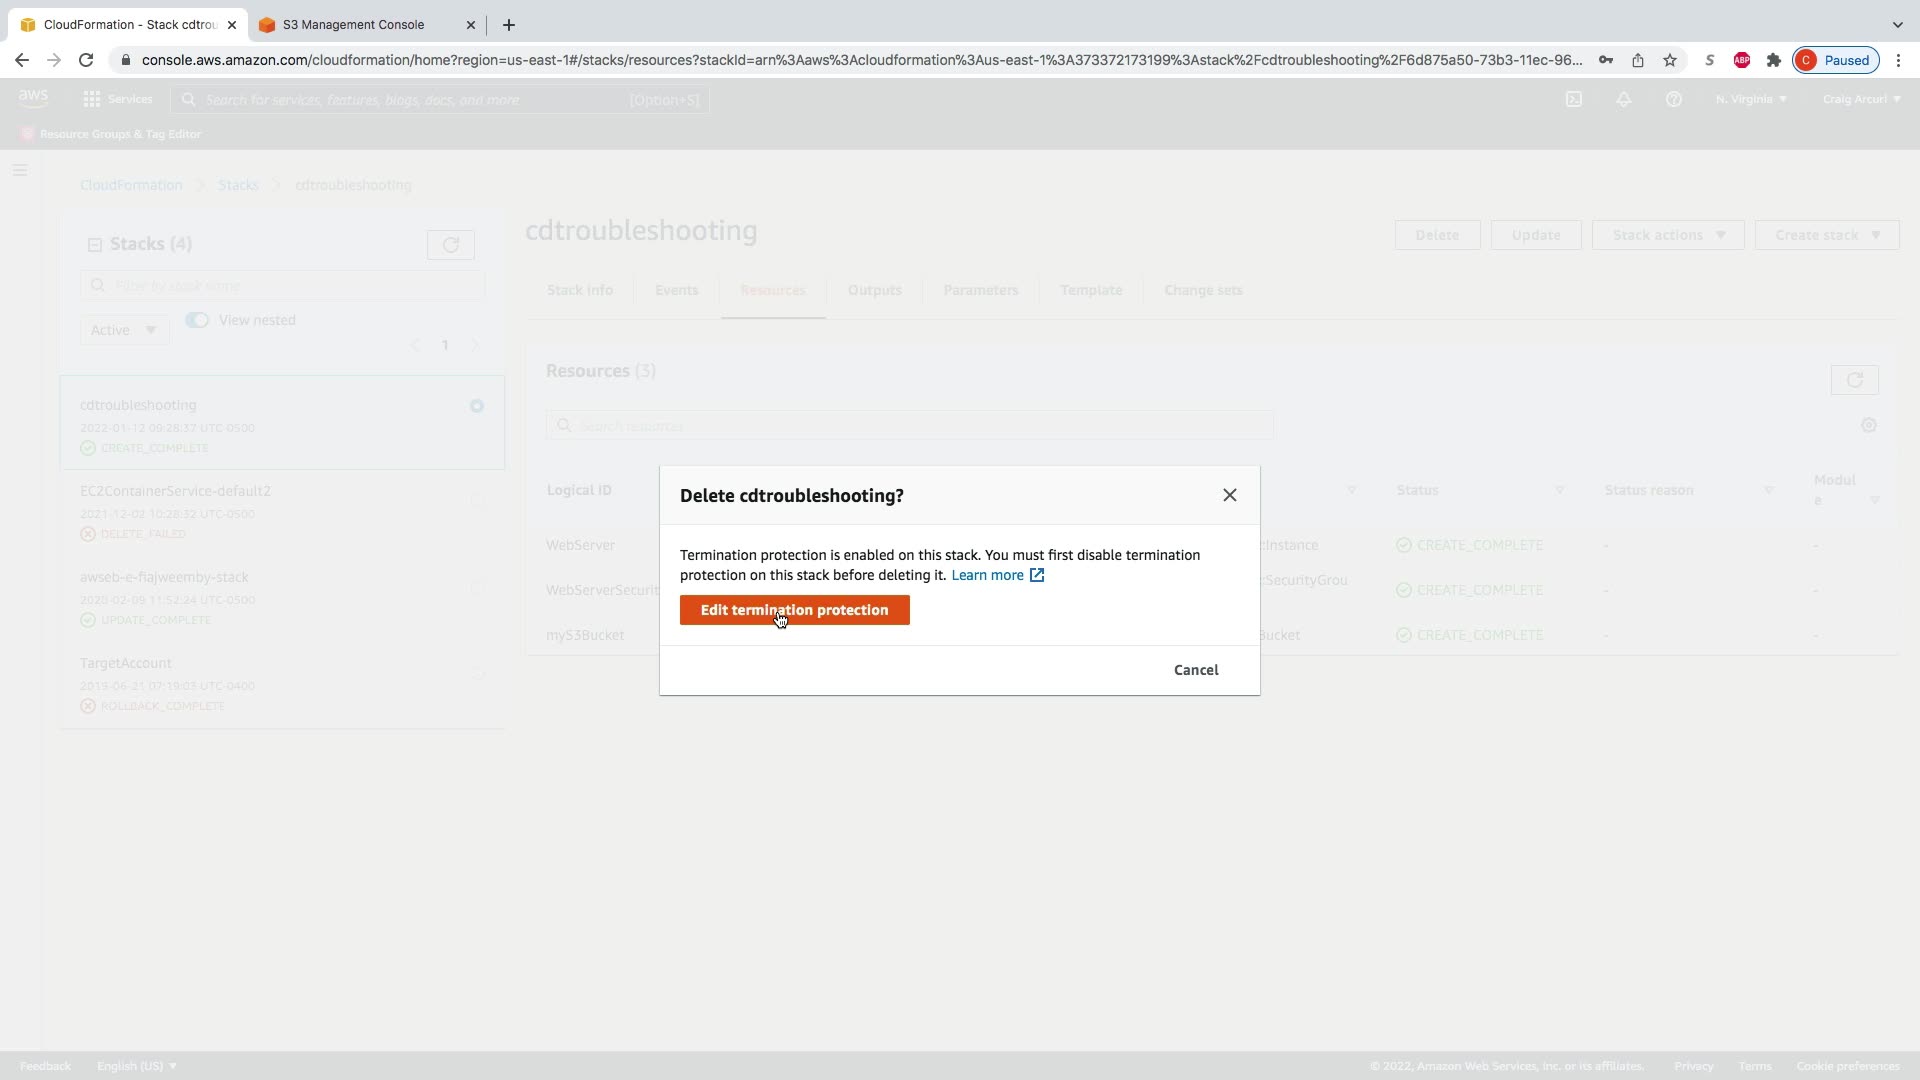 CloudFormation - Stack cdtrou
S3 Management Console
console.aws.amazon.com/cloudformation/home?region=us-east-1#/stacks/resources?stackId=arn%3Aaws%3Acloudformation%3Aus-east-1%3A373372173199%3Astack%2Fcdtroubleshooting%2F6d875a50-73b3-11ec-96...
S
ABP
C
Paused
aws
Services
Search for services, features, blogs, docs, and more
[Option+S]
N. Virginia
Craig Arcuri
Resource Groups & Tag Editor
CloudFormation
Stacks
cdtroubleshooting
Stacks (4)
Filter by stack name
Active
View nested
1
cdtroubleshooting
2022-01-12 09:28:37 UTC-0500
CREATE_COMPLETE
EC2ContainerService-default2
2021-12-02 10:28:32 UTC-0500
DELETE_FAILED
awseb-e-fiajweemby-stack
2020-02-09 11:52:24 UTC-0500
UPDATE_COMPLETE
TargetAccount
2019-06-21 07:19:03 UTC-0400
ROLLBACK_COMPLETE
cdtroubleshooting
Delete
Update
Stack actions
Create stack
Stack info
Events
Resources
Outputs
Parameters
Template
Change sets
Resources (3)
Search resources
Logical ID
Status
Status reason
Modul
e
WebServer
:Instance
CREATE_COMPLETE
-
-
WebServerSecurit
:SecurityGrou
CREATE_COMPLETE
-
-
myS3Bucket
Bucket
CREATE_COMPLETE
-
-
Delete cdtroubleshooting?
Termination protection is enabled on this stack. You must first disable termination
protection on this stack before deleting it. Learn more
Edit termination protection
Cancel
Feedback
English (US)
© 2022, Amazon Web Services, Inc. or its affiliates.
Privacy
Terms
Cookie preferences